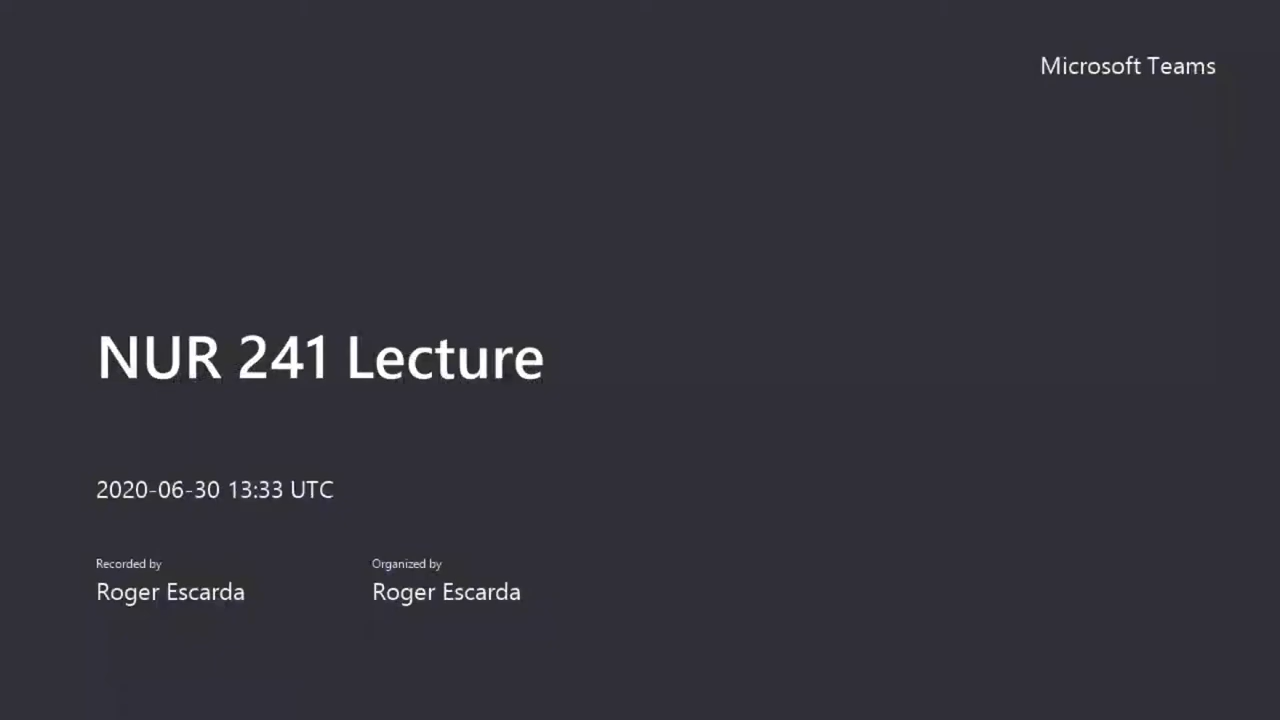 Microsoft Teams
NUR 241 Lecture
2020-06-30 13:33 UTC
Recorded by
Organized by
Roger Escarda
Roger Escarda